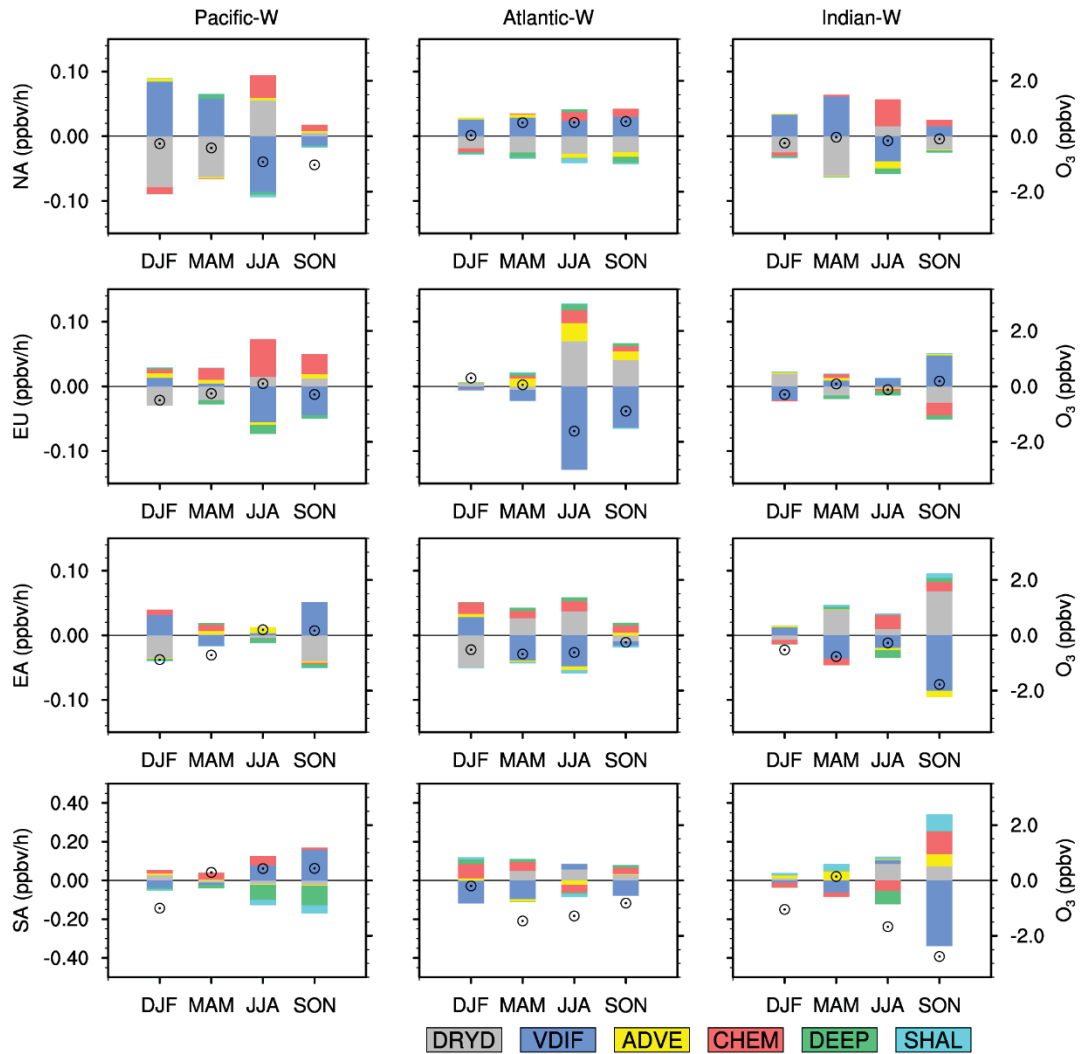 Pacific-W Atlantic-W Indian-W
NA (ppbv/h) 0.10 0.00 -0.10 2.0 0.0 -2.0 O3 (ppbv)
DJF MAM JJA SON DJF MAM JJA SON DJF MAM JJA SON
EU (ppbv/h) 0.10 0.00 -0.10 2.0 0.0 -2.0 O3 (ppbv)
DJF MAM JJA SON DJF MAM JJA SON DJF MAM JJA SON
EA (ppbv/h) 0.10 0.00 -0.10 2.0 0.0 -2.0 O3 (ppbv)
DJF MAM JJA SON DJF MAM JJA SON DJF MAM JJA SON
SA (ppbv/h) 0.40 0.20 0.00 -0.20 -0.40 2.0 0.0 -2.0 O3 (ppbv)
DJF MAM JJA SON DJF MAM JJA SON DJF MAM JJA SON
DRYD VDIF ADVE CHEM DEEP SHAL